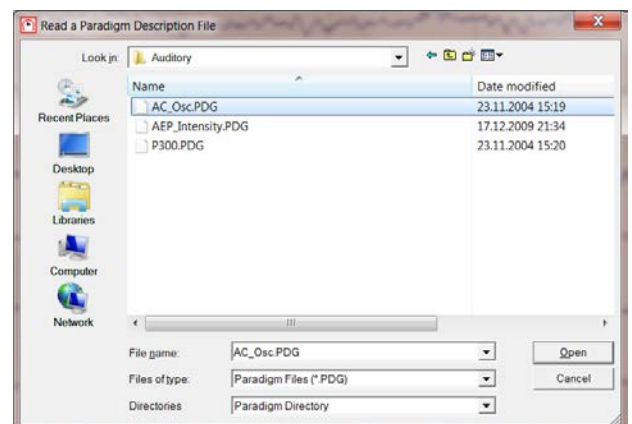 Read a Paradigm Description File
Look in: Auditory
Name Date modified
AC_Osc.PDG 23.11.2004 15:19
AEP_Intensity.PDG 17.12.2009 21:34
P300.PDG 23.11.2004 15:20
Recent Places
Desktop
Libraries
Computer
Network
File name: AC_Osc.PDG Open
Files of type: Paradigm Files (*.PDG) Cancel
Directories Paradigm Directory